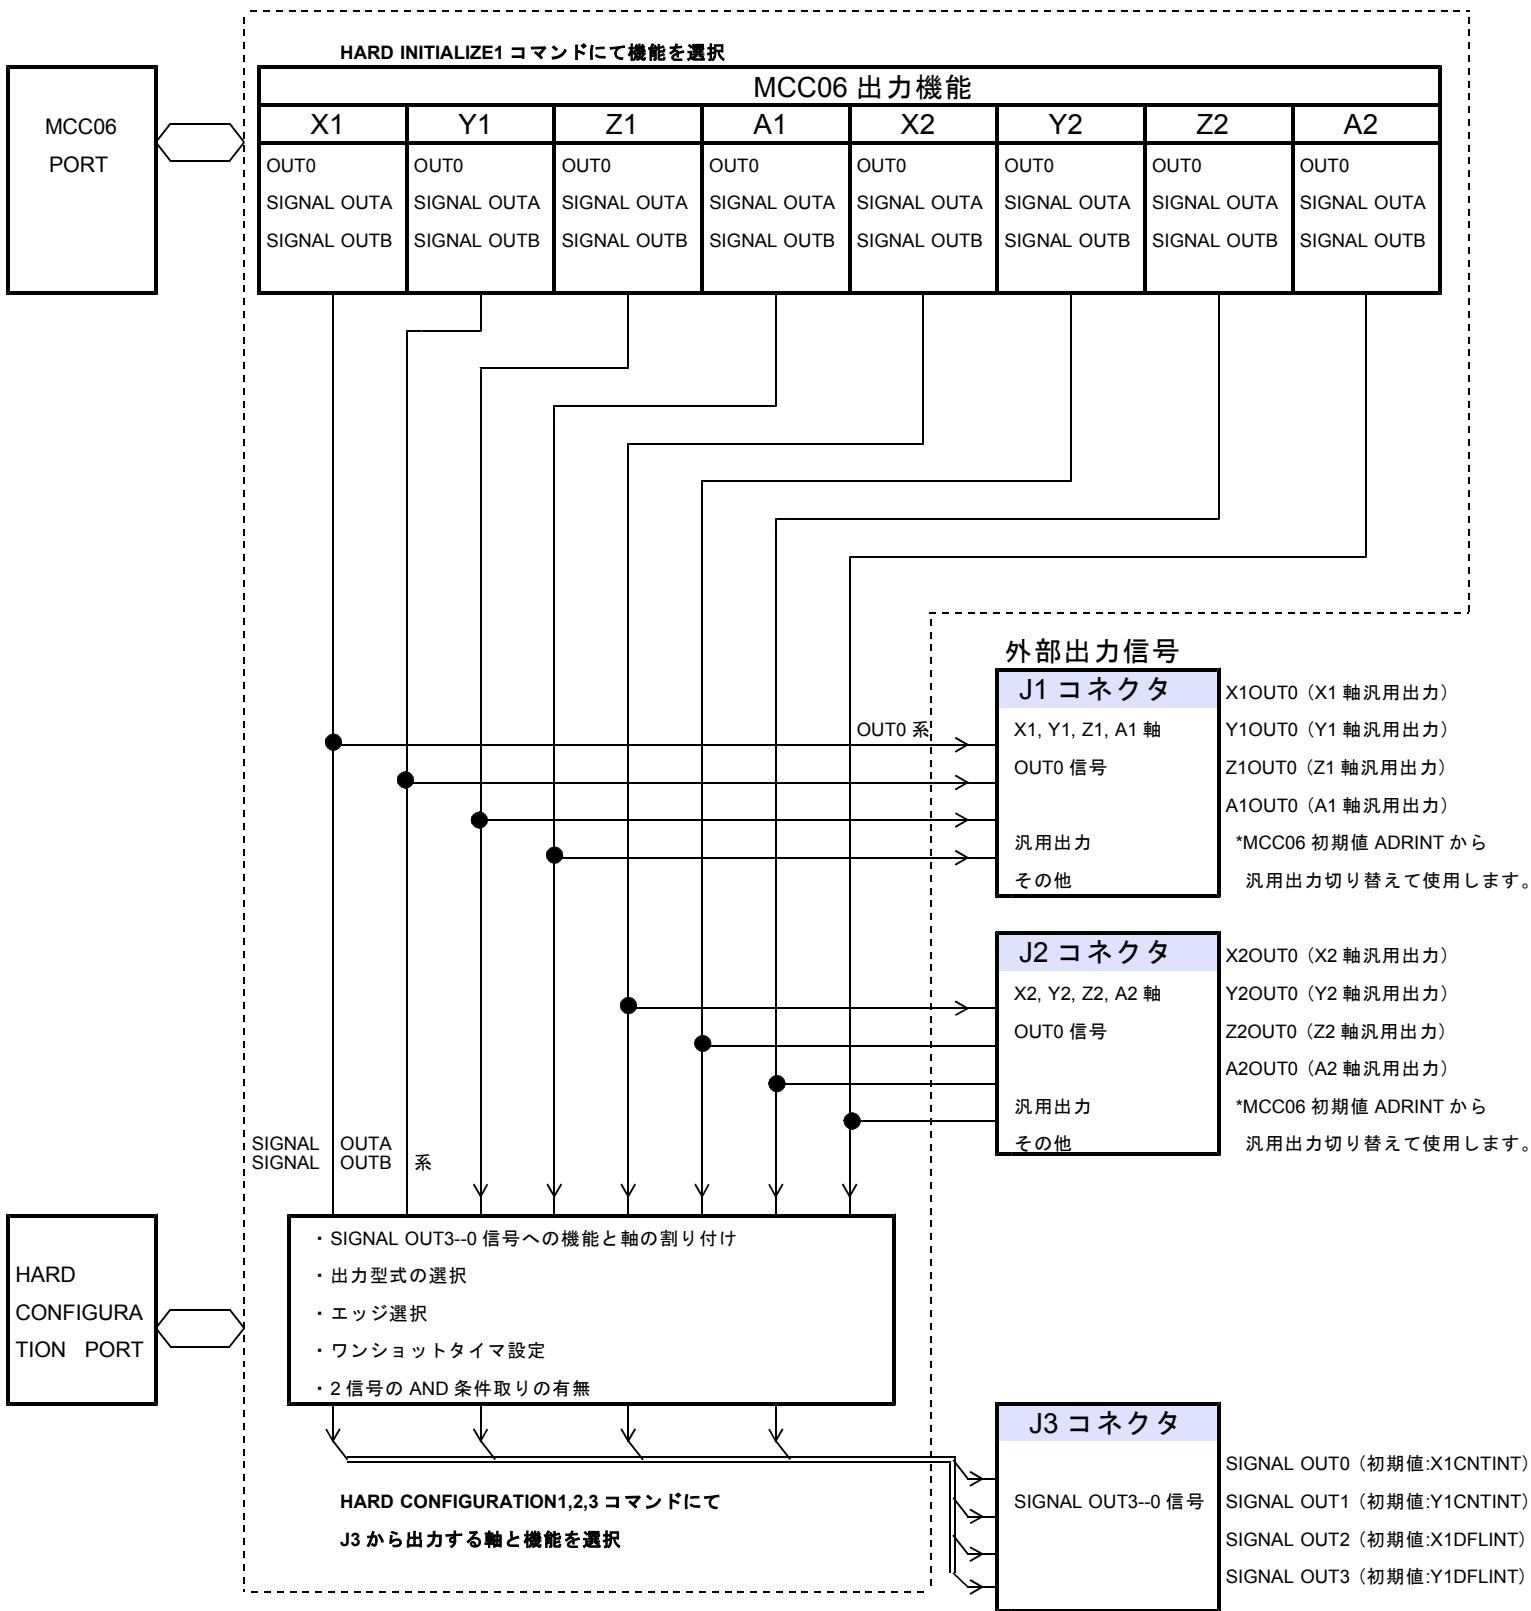 HARD INITIALIZE1 コマンドにて機能を選択
MCC06
PORT
MCC06 出力機能
X1 Y1 Z1 A1 X2 Y2 Z2 A2
OUT0 OUT0 OUT0 OUT0 OUT0 OUT0 OUT0 OUT0
SIGNAL OUTA SIGNAL OUTA SIGNAL OUTA SIGNAL OUTA SIGNAL OUTA SIGNAL OUTA SIGNAL OUTA SIGNAL OUTA
SIGNAL OUTB SIGNAL OUTB SIGNAL OUTB SIGNAL OUTB SIGNAL OUTB SIGNAL OUTB SIGNAL OUTB SIGNAL OUTB
外部出力信号
J1 コネクタ
OUT0 系
X1, Y1, Z1, A1 軸
OUT0 信号
汎用出力
その他
X1OUT0（X1 軸汎用出力）
Y1OUT0（Y1 軸汎用出力）
Z1OUT0（Z1 軸汎用出力）
A1OUT0（A1 軸汎用出力）
*MCC06 初期値 ADRINT から
汎用出力切り替えて使用します。
J2 コネクタ
X2, Y2, Z2, A2 軸
OUT0 信号
汎用出力
その他
X2OUT0（X2 軸汎用出力）
Y2OUT0（Y2 軸汎用出力）
Z2OUT0（Z2 軸汎用出力）
A2OUT0（A2 軸汎用出力）
*MCC06 初期値 ADRINT から
汎用出力切り替えて使用します。
SIGNAL OUTA
SIGNAL OUTB 系
HARD
CONFIGURA
TION PORT
・SIGNAL OUT3--0 信号への機能と軸の割り付け
・出力型式の選択
・エッジ選択
・ワンショットタイマ設定
・2 信号の AND 条件取りの有無
HARD CONFIGURATION1,2,3 コマンドにて
J3 から出力する軸と機能を選択
J3 コネクタ
SIGNAL OUT3--0 信号
SIGNAL OUT0（初期値:X1CNTINT）
SIGNAL OUT1（初期値:Y1CNTINT）
SIGNAL OUT2（初期値:X1DFLINT）
SIGNAL OUT3（初期値:Y1DFLINT）